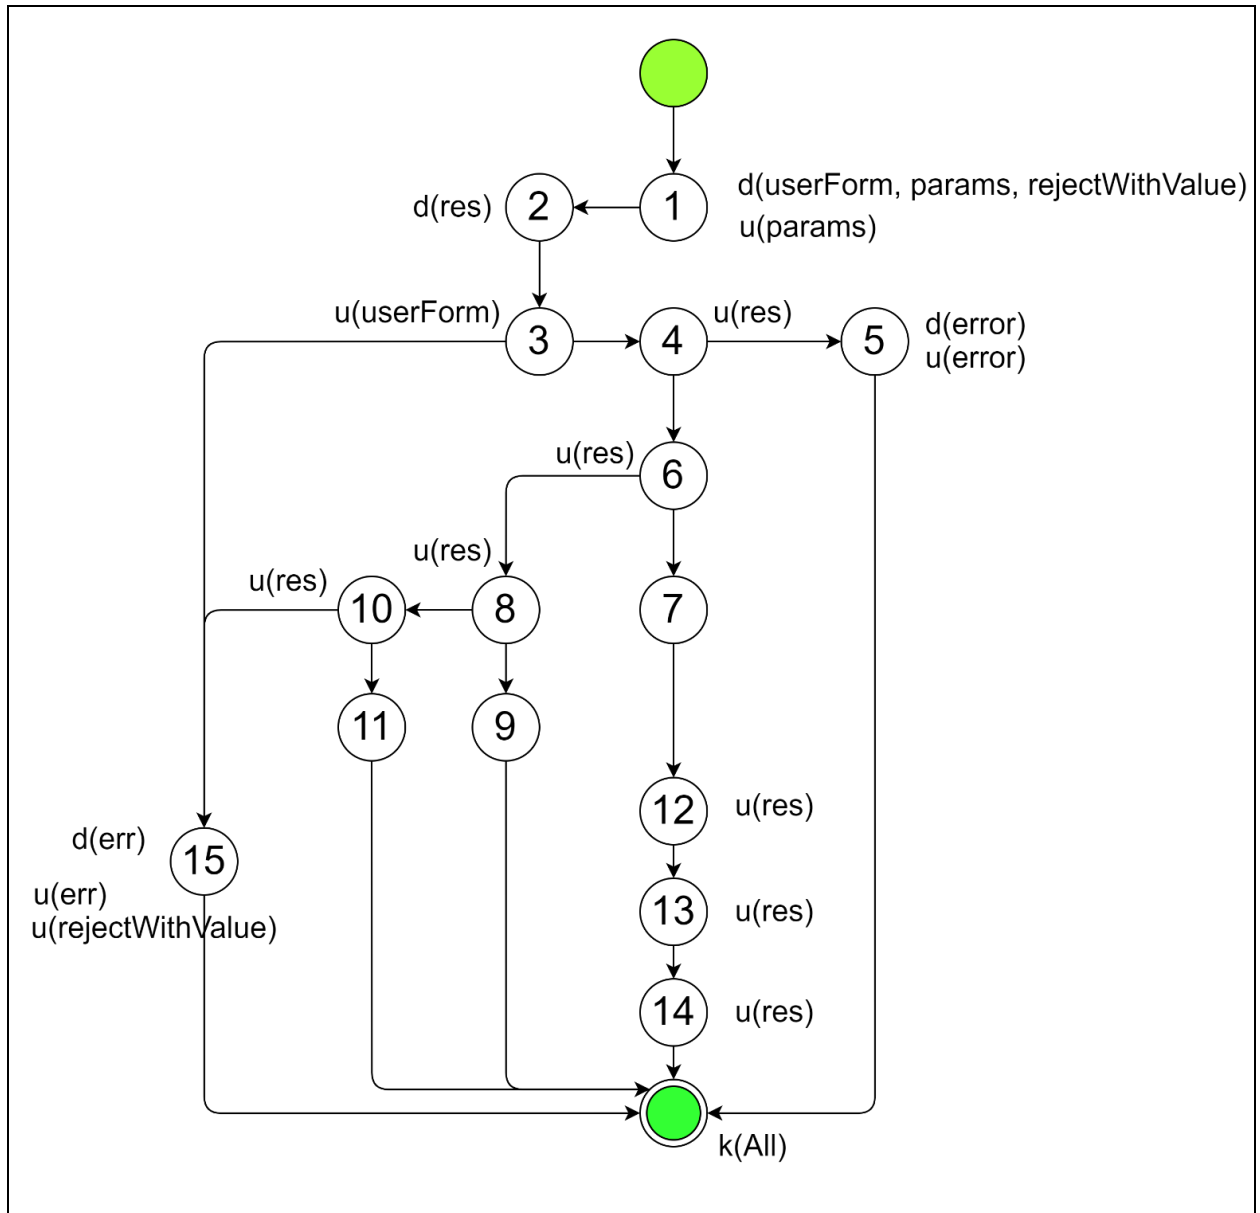 d(userForm, params, rejectWithValue)
d(res)
2
1
u(params)
u(userForm)
u(res)
3
4
5
d(error)
u(error)
u(res)
6
u(res)
u(res)
10
8
7
11
9
12
u(res)
d(err)
15
u(err)
u(rejectWithValue)
13
u(res)
14
u(res)
k(All)